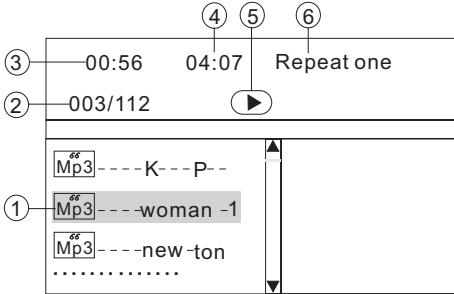 ④ ⑤ ⑥
③ 00:56 04:07 Repeat one
② 003/112
Mp3 ----K---P--
① Mp3 ----woman -1
Mp3 ----new-ton
..............